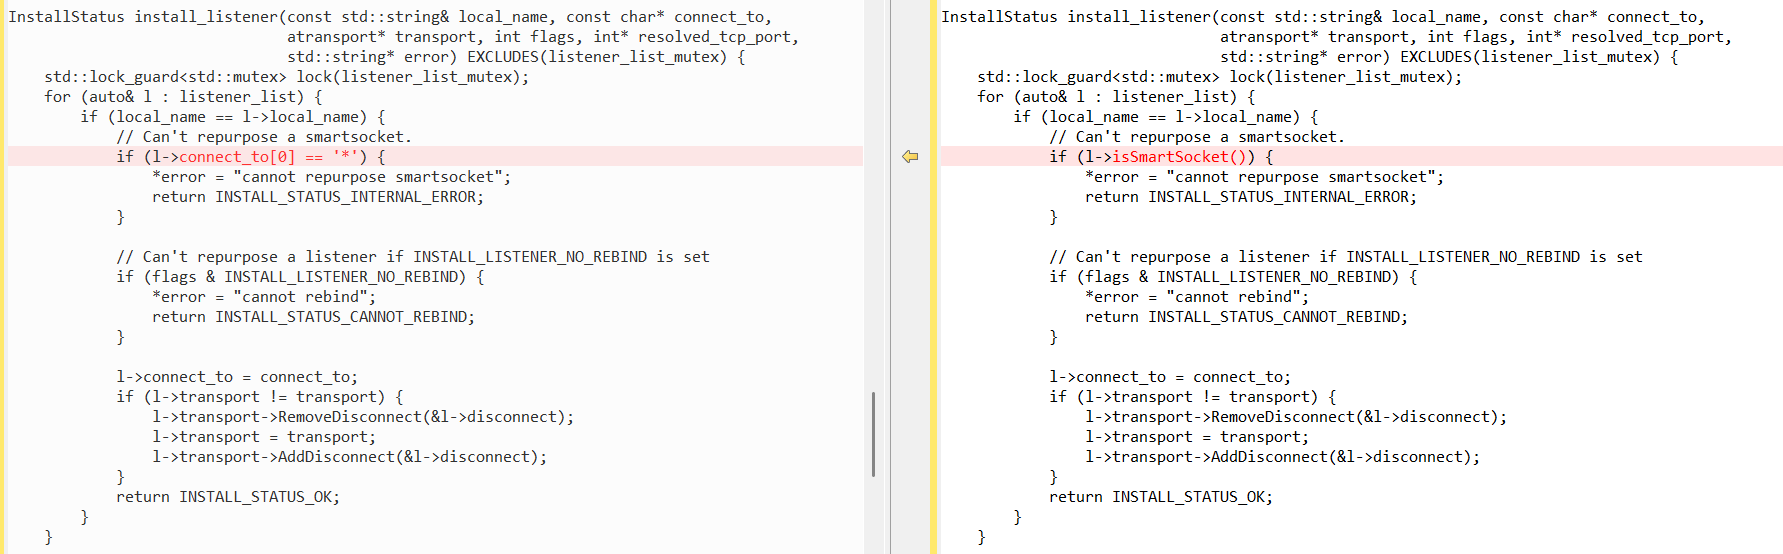 InstallStatus install_listener(const std::string& local_name, const char* connect_to,
                               atransport* transport, int flags, int* resolved_tcp_port,
                               std::string* error) EXCLUDES(listener_list_mutex) {
    std::lock_guard<std::mutex> lock(listener_list_mutex);
    for (auto& l : listener_list) {
        if (local_name == l->local_name) {
            // Can't repurpose a smartsocket.
            if (l->connect_to[0] == '*') {
                *error = "cannot repurpose smartsocket";
                return INSTALL_STATUS_INTERNAL_ERROR;
            }

            // Can't repurpose a listener if INSTALL_LISTENER_NO_REBIND is set
            if (flags & INSTALL_LISTENER_NO_REBIND) {
                *error = "cannot rebind";
                return INSTALL_STATUS_CANNOT_REBIND;
            }

            l->connect_to = connect_to;
            if (l->transport != transport) {
                l->transport->RemoveDisconnect(&l->disconnect);
                l->transport = transport;
                l->transport->AddDisconnect(&l->disconnect);
            }
            return INSTALL_STATUS_OK;
        }
    }
InstallStatus install_listener(const std::string& local_name, const char* connect_to,
                               atransport* transport, int flags, int* resolved_tcp_port,
                               std::string* error) EXCLUDES(listener_list_mutex) {
    std::lock_guard<std::mutex> lock(listener_list_mutex);
    for (auto& l : listener_list) {
        if (local_name == l->local_name) {
            // Can't repurpose a smartsocket.
            if (l->isSmartSocket()) {
                *error = "cannot repurpose smartsocket";
                return INSTALL_STATUS_INTERNAL_ERROR;
            }

            // Can't repurpose a listener if INSTALL_LISTENER_NO_REBIND is set
            if (flags & INSTALL_LISTENER_NO_REBIND) {
                *error = "cannot rebind";
                return INSTALL_STATUS_CANNOT_REBIND;
            }

            l->connect_to = connect_to;
            if (l->transport != transport) {
                l->transport->RemoveDisconnect(&l->disconnect);
                l->transport = transport;
                l->transport->AddDisconnect(&l->disconnect);
            }
            return INSTALL_STATUS_OK;
        }
    }